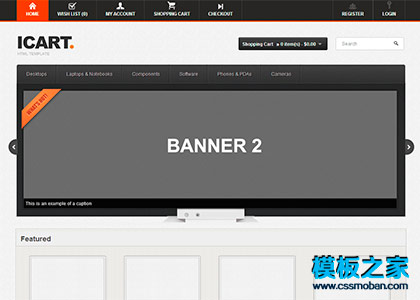 HOME WISH LIST (0) MY ACCOUNT SHOPPING CART CHECKOUT REGISTER LOGIN
ICART.
HTML TEMPLATE
Shopping Cart 0 item(s) - $0.00
Search
Desktops Laptops & Notebooks Components Software Phones & PDAs Cameras
WHAT'S HOT!
BANNER 2
This is an example of a caption
Featured
模板之家
www.cssmoban.com